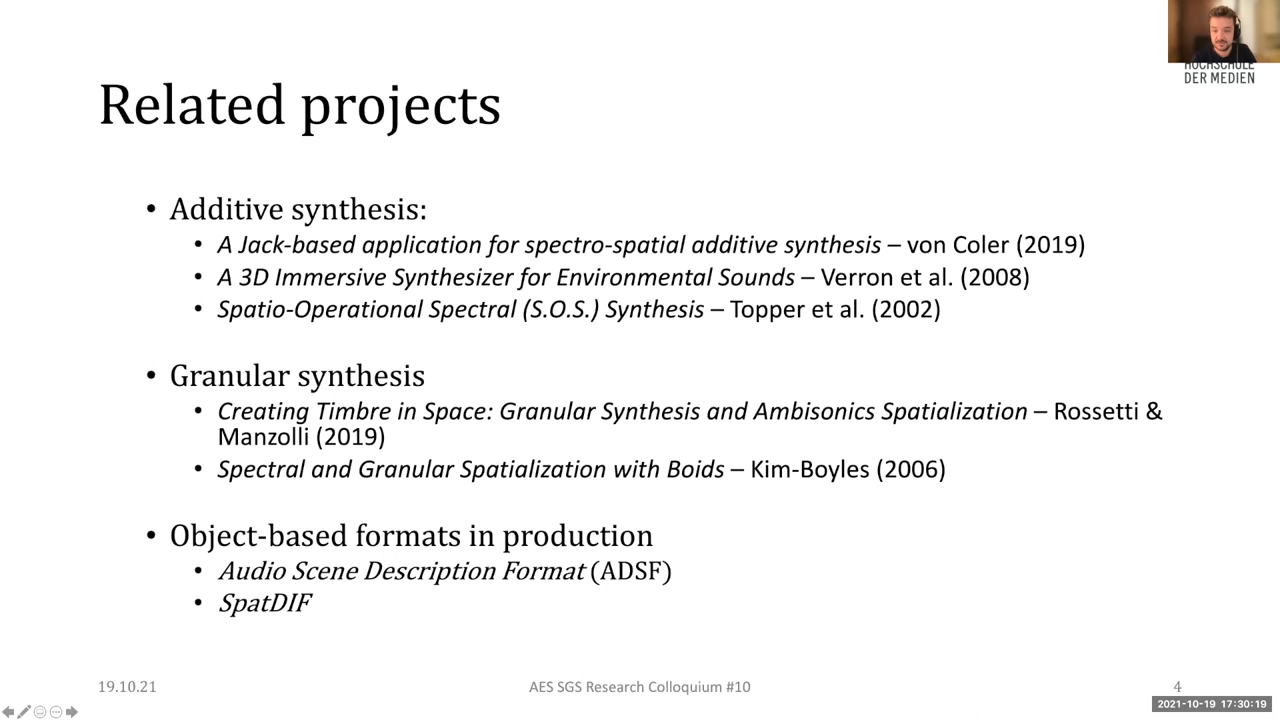 HOCHSCHULE
DER MEDIEN
Related projects
• Additive synthesis:
• A Jack-based application for spectro-spatial additive synthesis – von Coler (2019)
• A 3D Immersive Synthesizer for Environmental Sounds – Verron et al. (2008)
• Spatio-Operational Spectral (S.O.S.) Synthesis – Topper et al. (2002)
• Granular synthesis
• Creating Timbre in Space: Granular Synthesis and Ambisonics Spatialization – Rossetti &
Manzolli (2019)
• Spectral and Granular Spatialization with Boids – Kim-Boyles (2006)
• Object-based formats in production
• Audio Scene Description Format (ADSF)
• SpatDIF
19.10.21
AES SGS Research Colloquium #10
4
2021-10-19 17:30:19